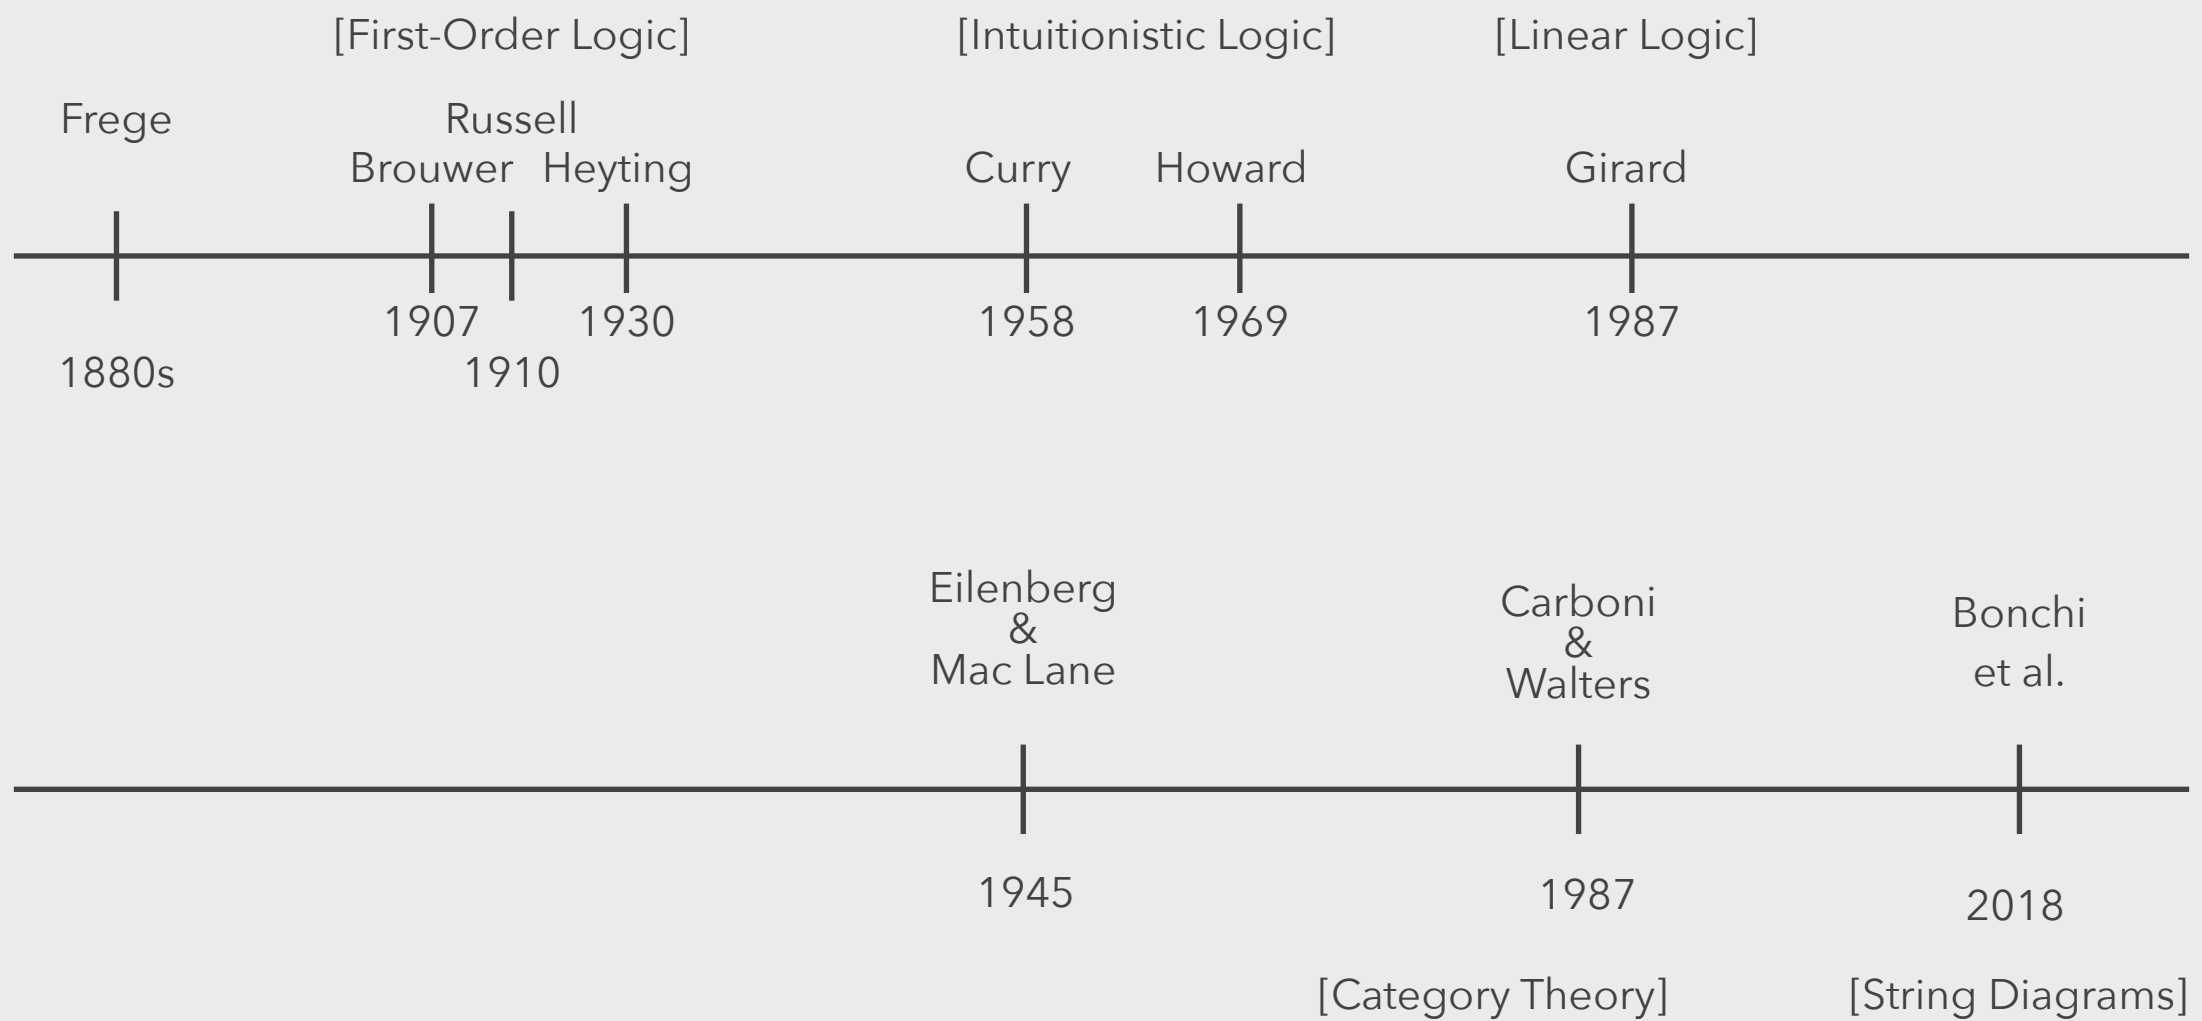 [First-Order Logic] [Intuitionistic Logic] [Linear Logic]
Frege Russell
Brouwer Heyting Curry Howard Girard
1907 1930 1958 1969 1987
1880s 1910
Eilenberg
&
Mac Lane
Carboni
&
Walters
Bonchi
et al.
1945 1987 2018
[Category Theory] [String Diagrams]